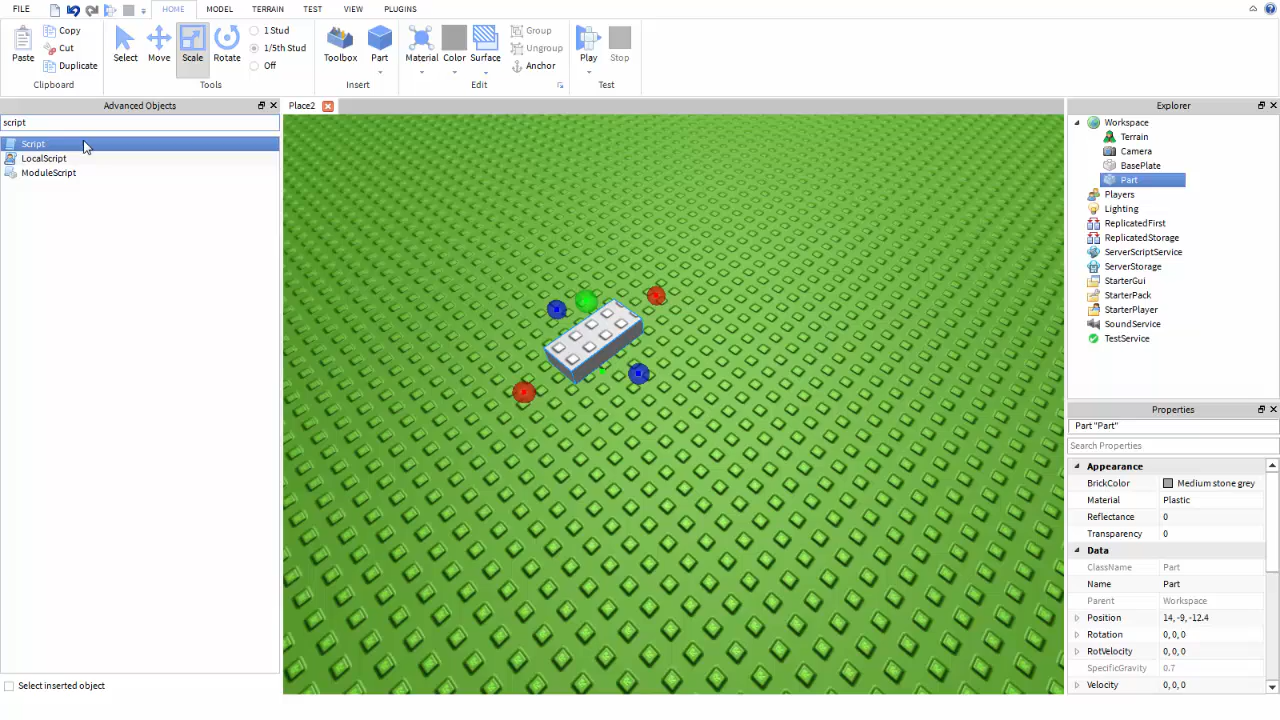 FILE HOME MODEL TERRAIN TEST VIEW PLUGINS
Paste
Copy
Cut
Duplicate
Clipboard
Select
Move
Scale
Rotate
1 Stud
1/5th Stud
Off
Tools
Toolbox
Part
Insert
Material
Color
Surface
Group
Ungroup
Anchor
Edit
Play
Stop
Test
Advanced Objects
script
Script
LocalScript
ModuleScript
Select inserted object
Place2
Explorer
Workspace
Terrain
Camera
BasePlate
Part
Players
Lighting
ReplicatedFirst
ReplicatedStorage
ServerScriptService
ServerStorage
StarterGui
StarterPack
StarterPlayer
SoundService
TestService
Properties
Part "Part"
Search Properties
Appearance
BrickColor Medium stone grey
Material Plastic
Reflectance 0
Transparency 0
Data
ClassName Part
Name Part
Parent Workspace
Position 14, -9, -12.4
Rotation 0, 0, 0
RotVelocity 0, 0, 0
SpecificGravity 0.7
Velocity 0, 0, 0